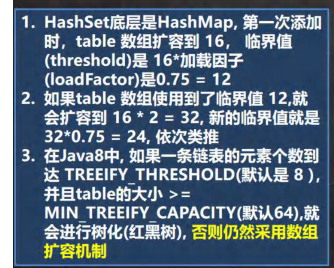 1. HashSet底层是HashMap, 第一次添加
时，table 数组扩容到 16， 临界值
(threshold)是 16*加载因子
(loadFactor)是0.75 = 12
2. 如果table 数组使用到了临界值 12,就
会扩容到 16 * 2 = 32, 新的临界值就是
32*0.75 = 24, 依次类推
3. 在Java8中, 如果一条链表的元素个数到
达 TREEIFY_THRESHOLD(默认是 8 ),
并且table的大小 >=
MIN_TREEIFY_CAPACITY(默认64),就
会进行树化(红黑树), 否则仍然采用数组
扩容机制